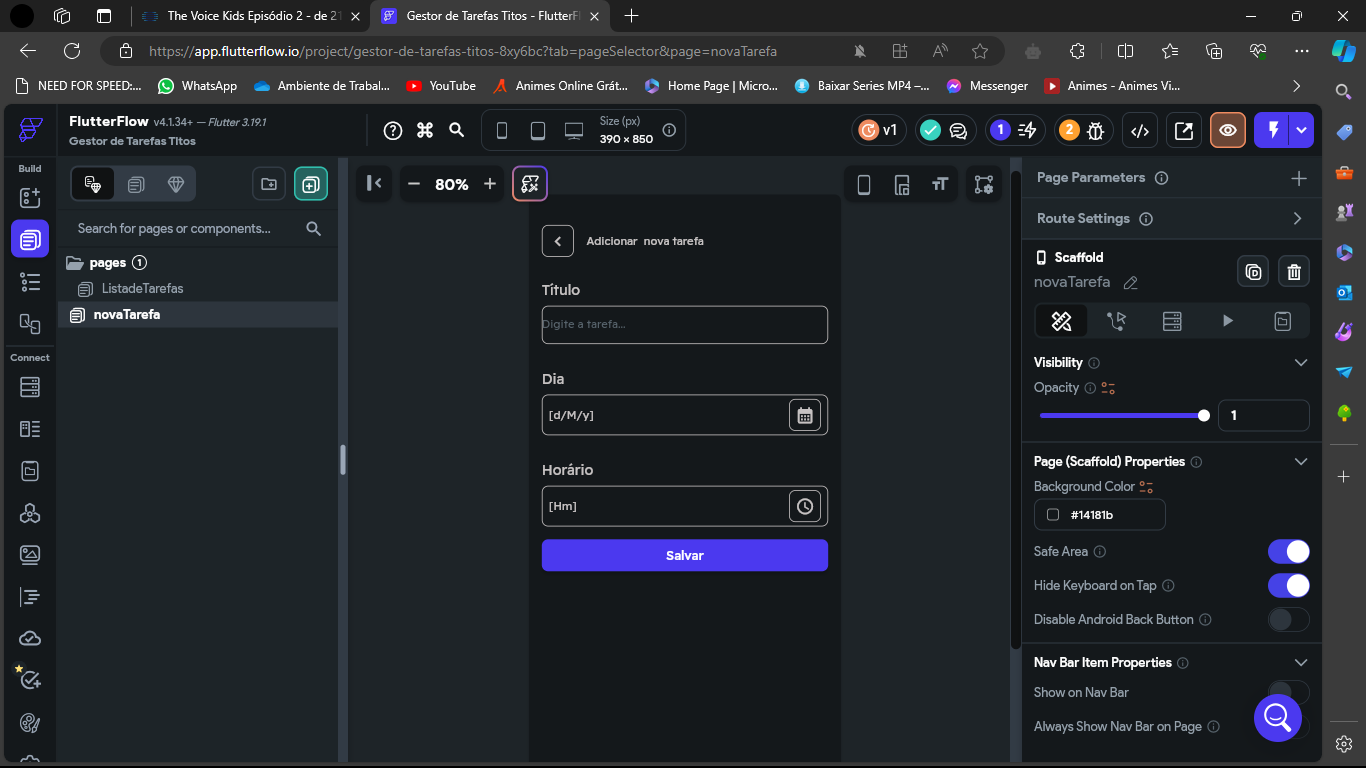 The Voice Kids Episódio 2 - de 21
Gestor de Tarefas Titos - FlutterFl
https://app.flutterflow.io/project/gestor-de-tarefas-titos-8xy6bc?tab=pageSelector&page=novaTarefa
NEED FOR SPEED:... WhatsApp Ambiente de Trabal... YouTube Animes Online Grát... Home Page | Micro... Baixar Series MP4 –... Messenger Animes - Animes Vi...
FlutterFlow v4.1.34+ — Flutter 3.19.1
Gestor de Tarefas Titos
Size (px)
390 × 850
v1
1
2
Build
80%
Search for pages or components...
pages 1
ListadeTarefas
novaTarefa
Connect
Adicionar nova tarefa
Título
Digite a tarefa...
Dia
[d/M/y]
Horário
[Hm]
Salvar
Page Parameters
Route Settings
Scaffold
novaTarefa
Visibility
Opacity
1
Page (Scaffold) Properties
Background Color
#14181b
Safe Area
Hide Keyboard on Tap
Disable Android Back Button
Nav Bar Item Properties
Show on Nav Bar
Always Show Nav Bar on Page